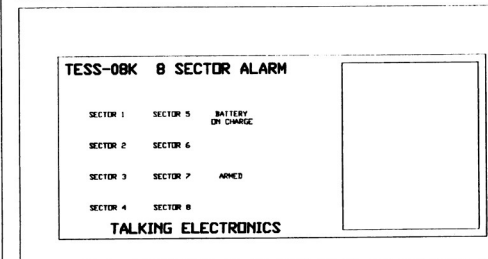 TESS-08K 8 SECTOR ALARM
SECTOR 1 SECTOR 5 BATTERY
ON CHARGE
SECTOR 2 SECTOR 6
SECTOR 3 SECTOR 7 ARMED
SECTOR 4 SECTOR 8
TALKING ELECTRONICS